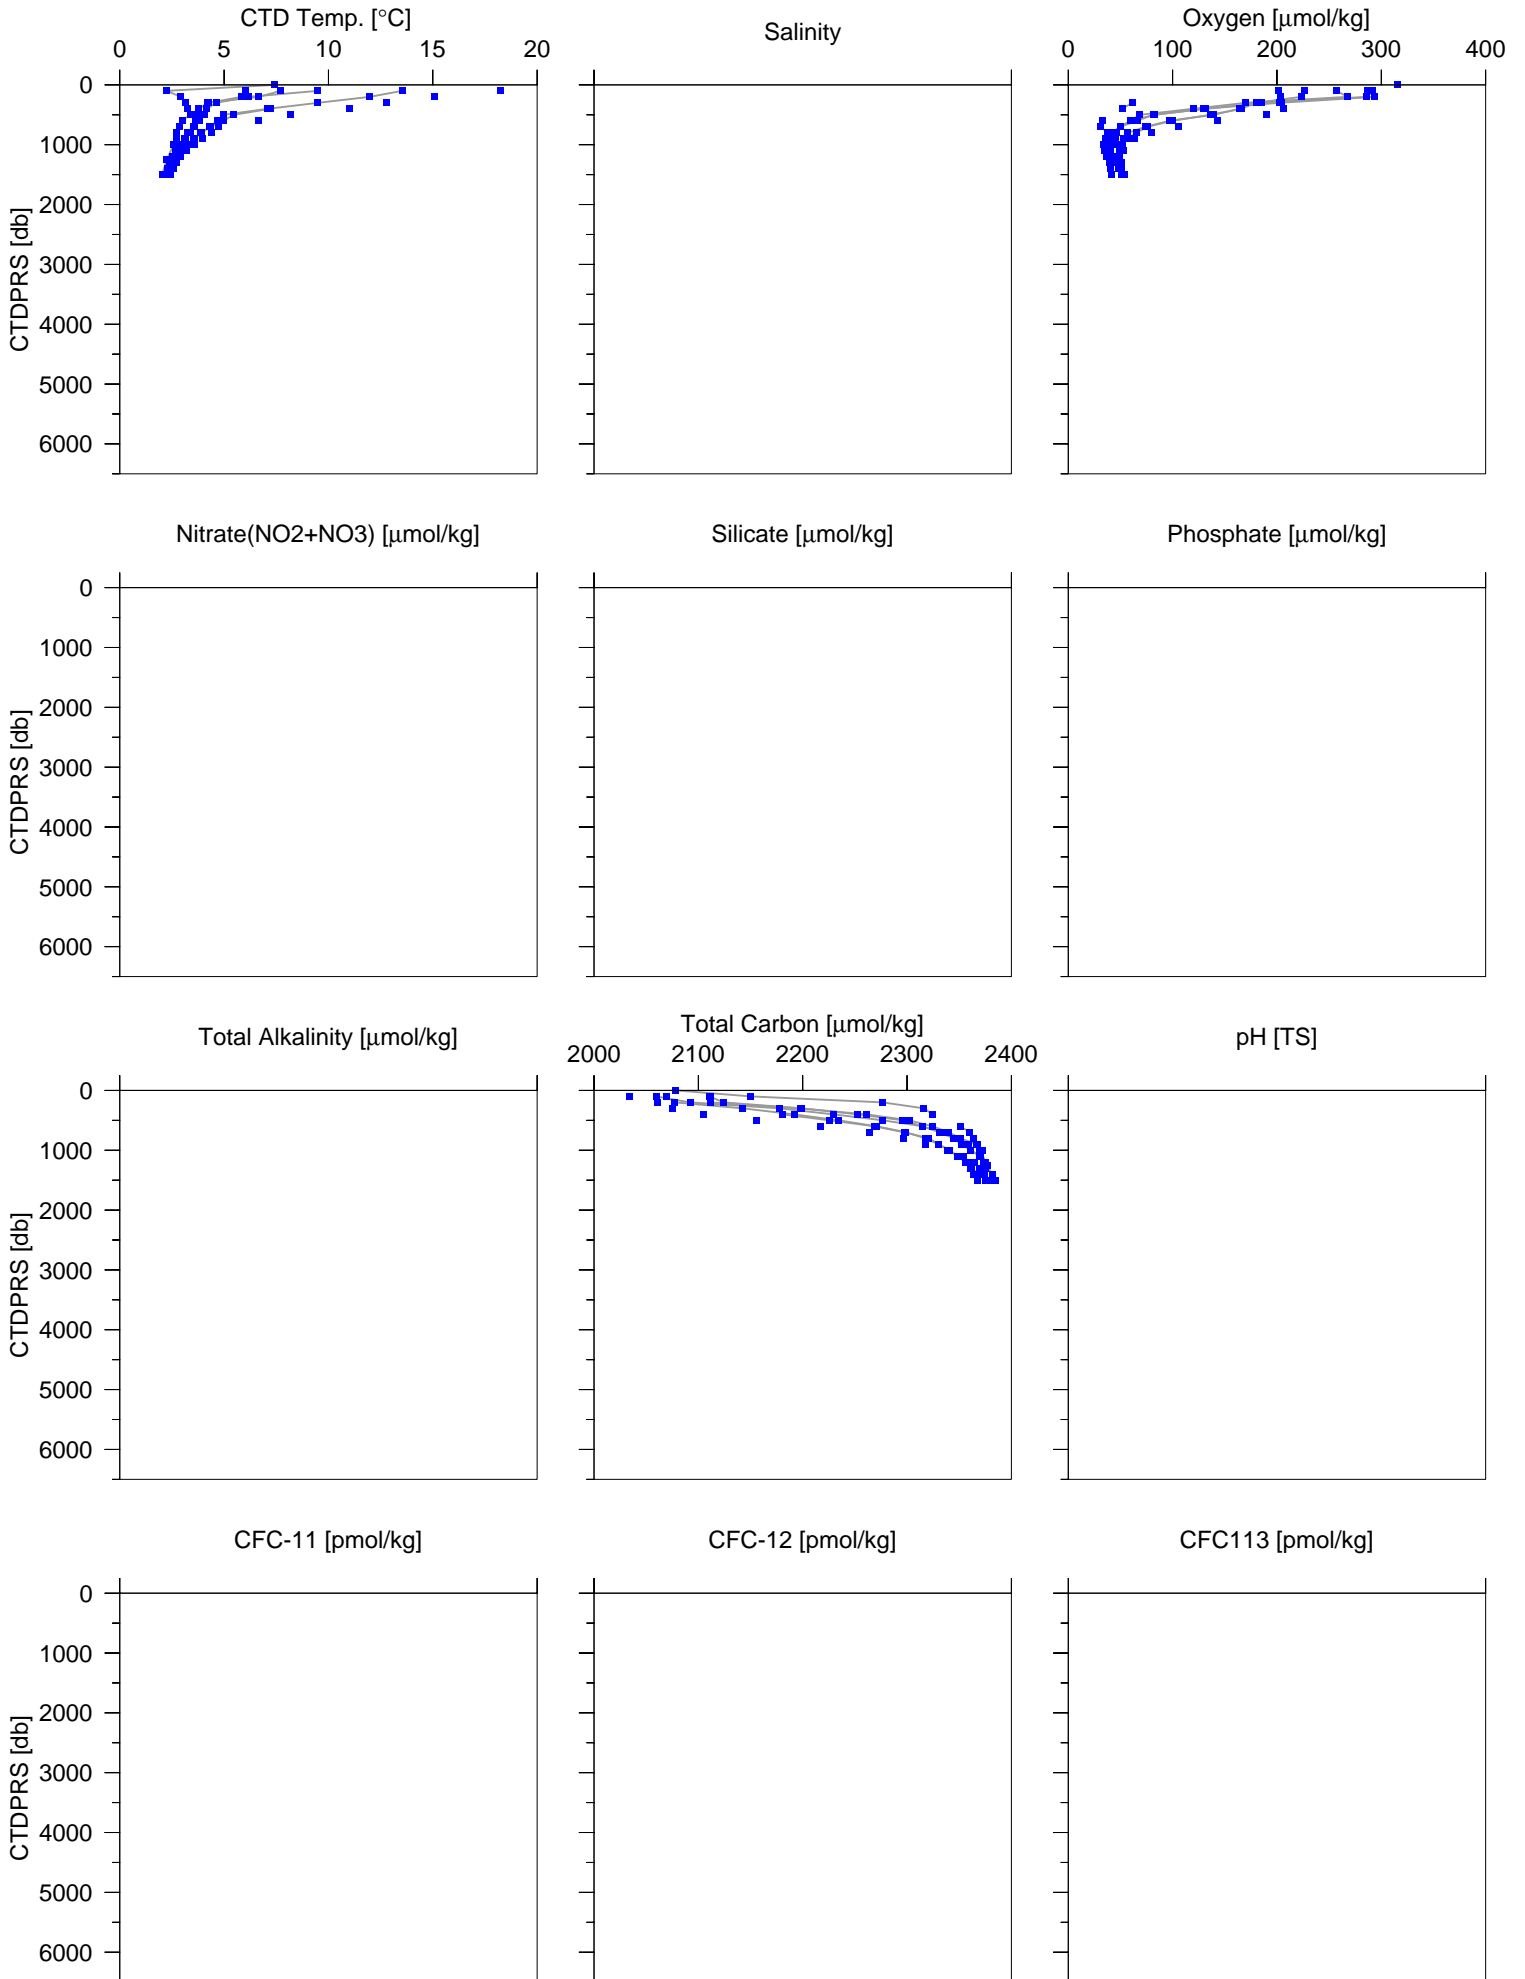 CTD Temp. [°C]
Salinity
Oxygen [μmol/kg]
0 5 10 15 20
0 100 200 300 400
0
1000
2000
3000
4000
5000
6000
CTDPRS [db]
Nitrate(NO2+NO3) [μmol/kg]
Silicate [μmol/kg]
Phosphate [μmol/kg]
0
1000
2000
3000
4000
5000
6000
CTDPRS [db]
Total Alkalinity [μmol/kg]
Total Carbon [μmol/kg]
pH [TS]
2000 2100 2200 2300 2400
0
1000
2000
3000
4000
5000
6000
CTDPRS [db]
CFC-11 [pmol/kg]
CFC-12 [pmol/kg]
CFC113 [pmol/kg]
0
1000
2000
3000
4000
5000
6000
CTDPRS [db]